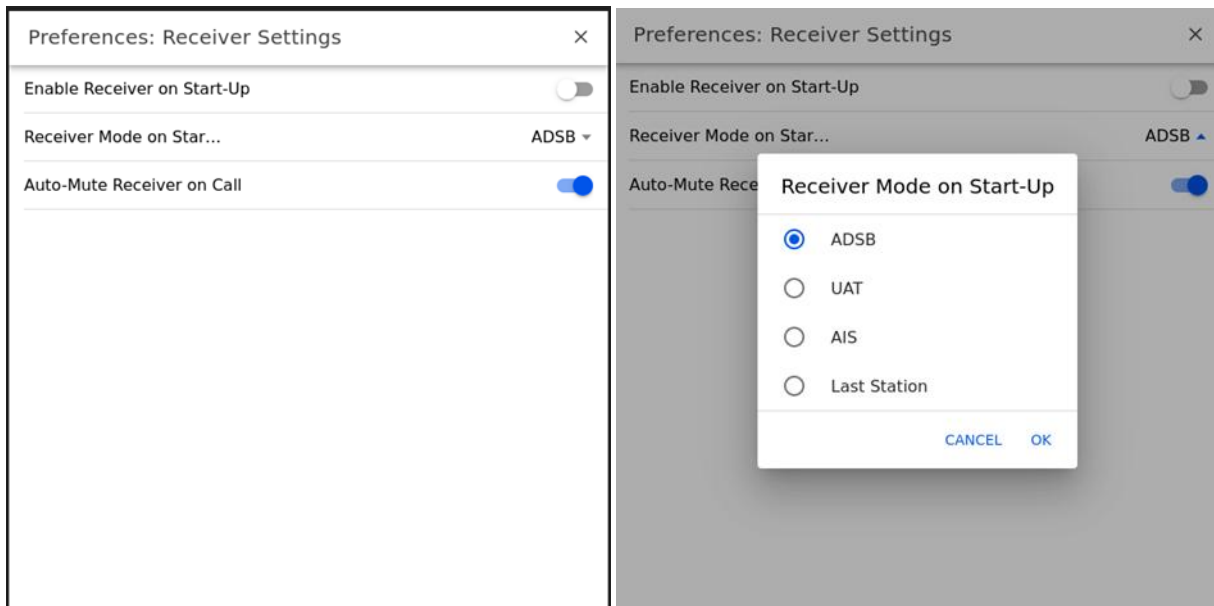 Preferences: Receiver Settings ×
Enable Receiver on Start-Up
Receiver Mode on Star... ADSB
Auto-Mute Receiver on Call
Preferences: Receiver Settings ×
Enable Receiver on Start-Up
Receiver Mode on Star... ADSB
Auto-Mute Rece
Receiver Mode on Start-Up
ADSB
UAT
AIS
Last Station
CANCEL OK